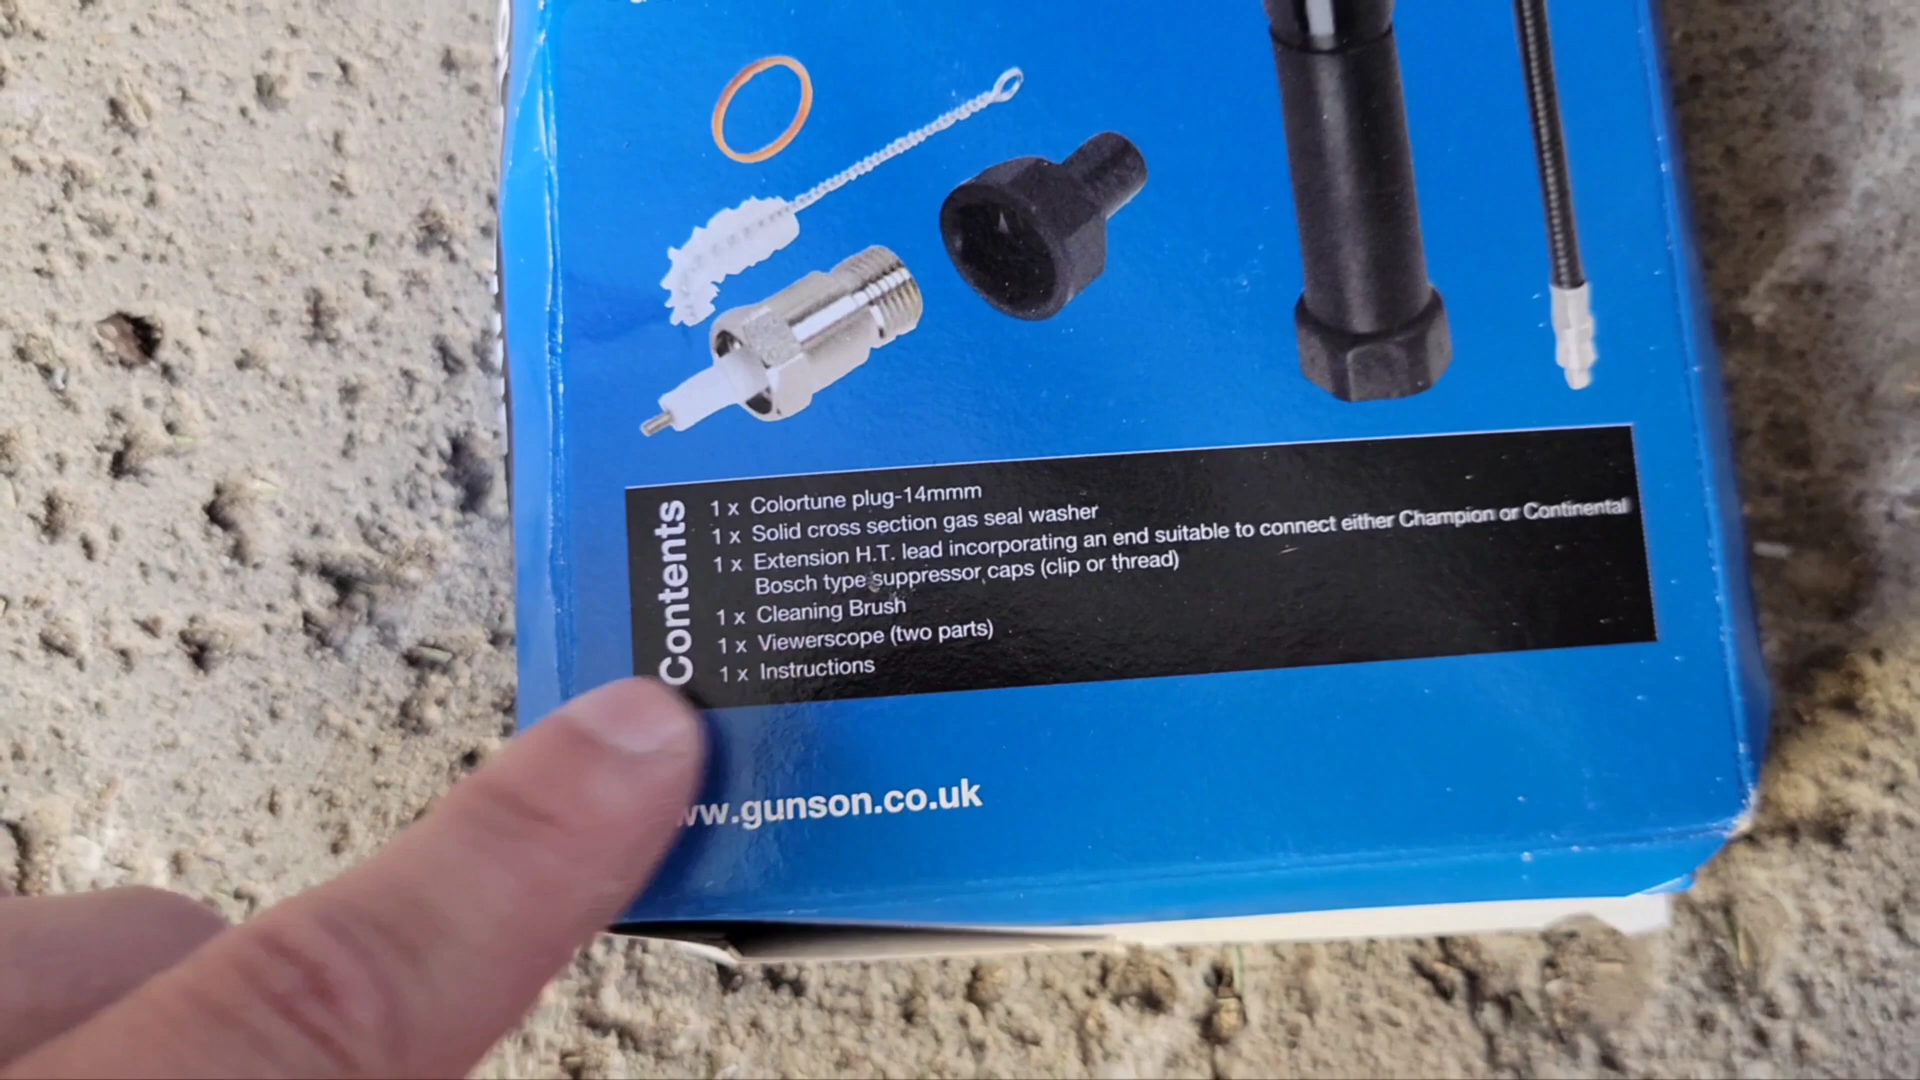 Contents
1 x Colortune plug-14mmm
1 x Solid cross section gas seal washer
1 x Extension H.T. lead incorporating an end suitable to connect either Champion or Continental
Bosch type suppressor caps (clip or thread)
1 x Cleaning Brush
1 x Viewerscope (two parts)
1 x Instructions
ww.gunson.co.uk